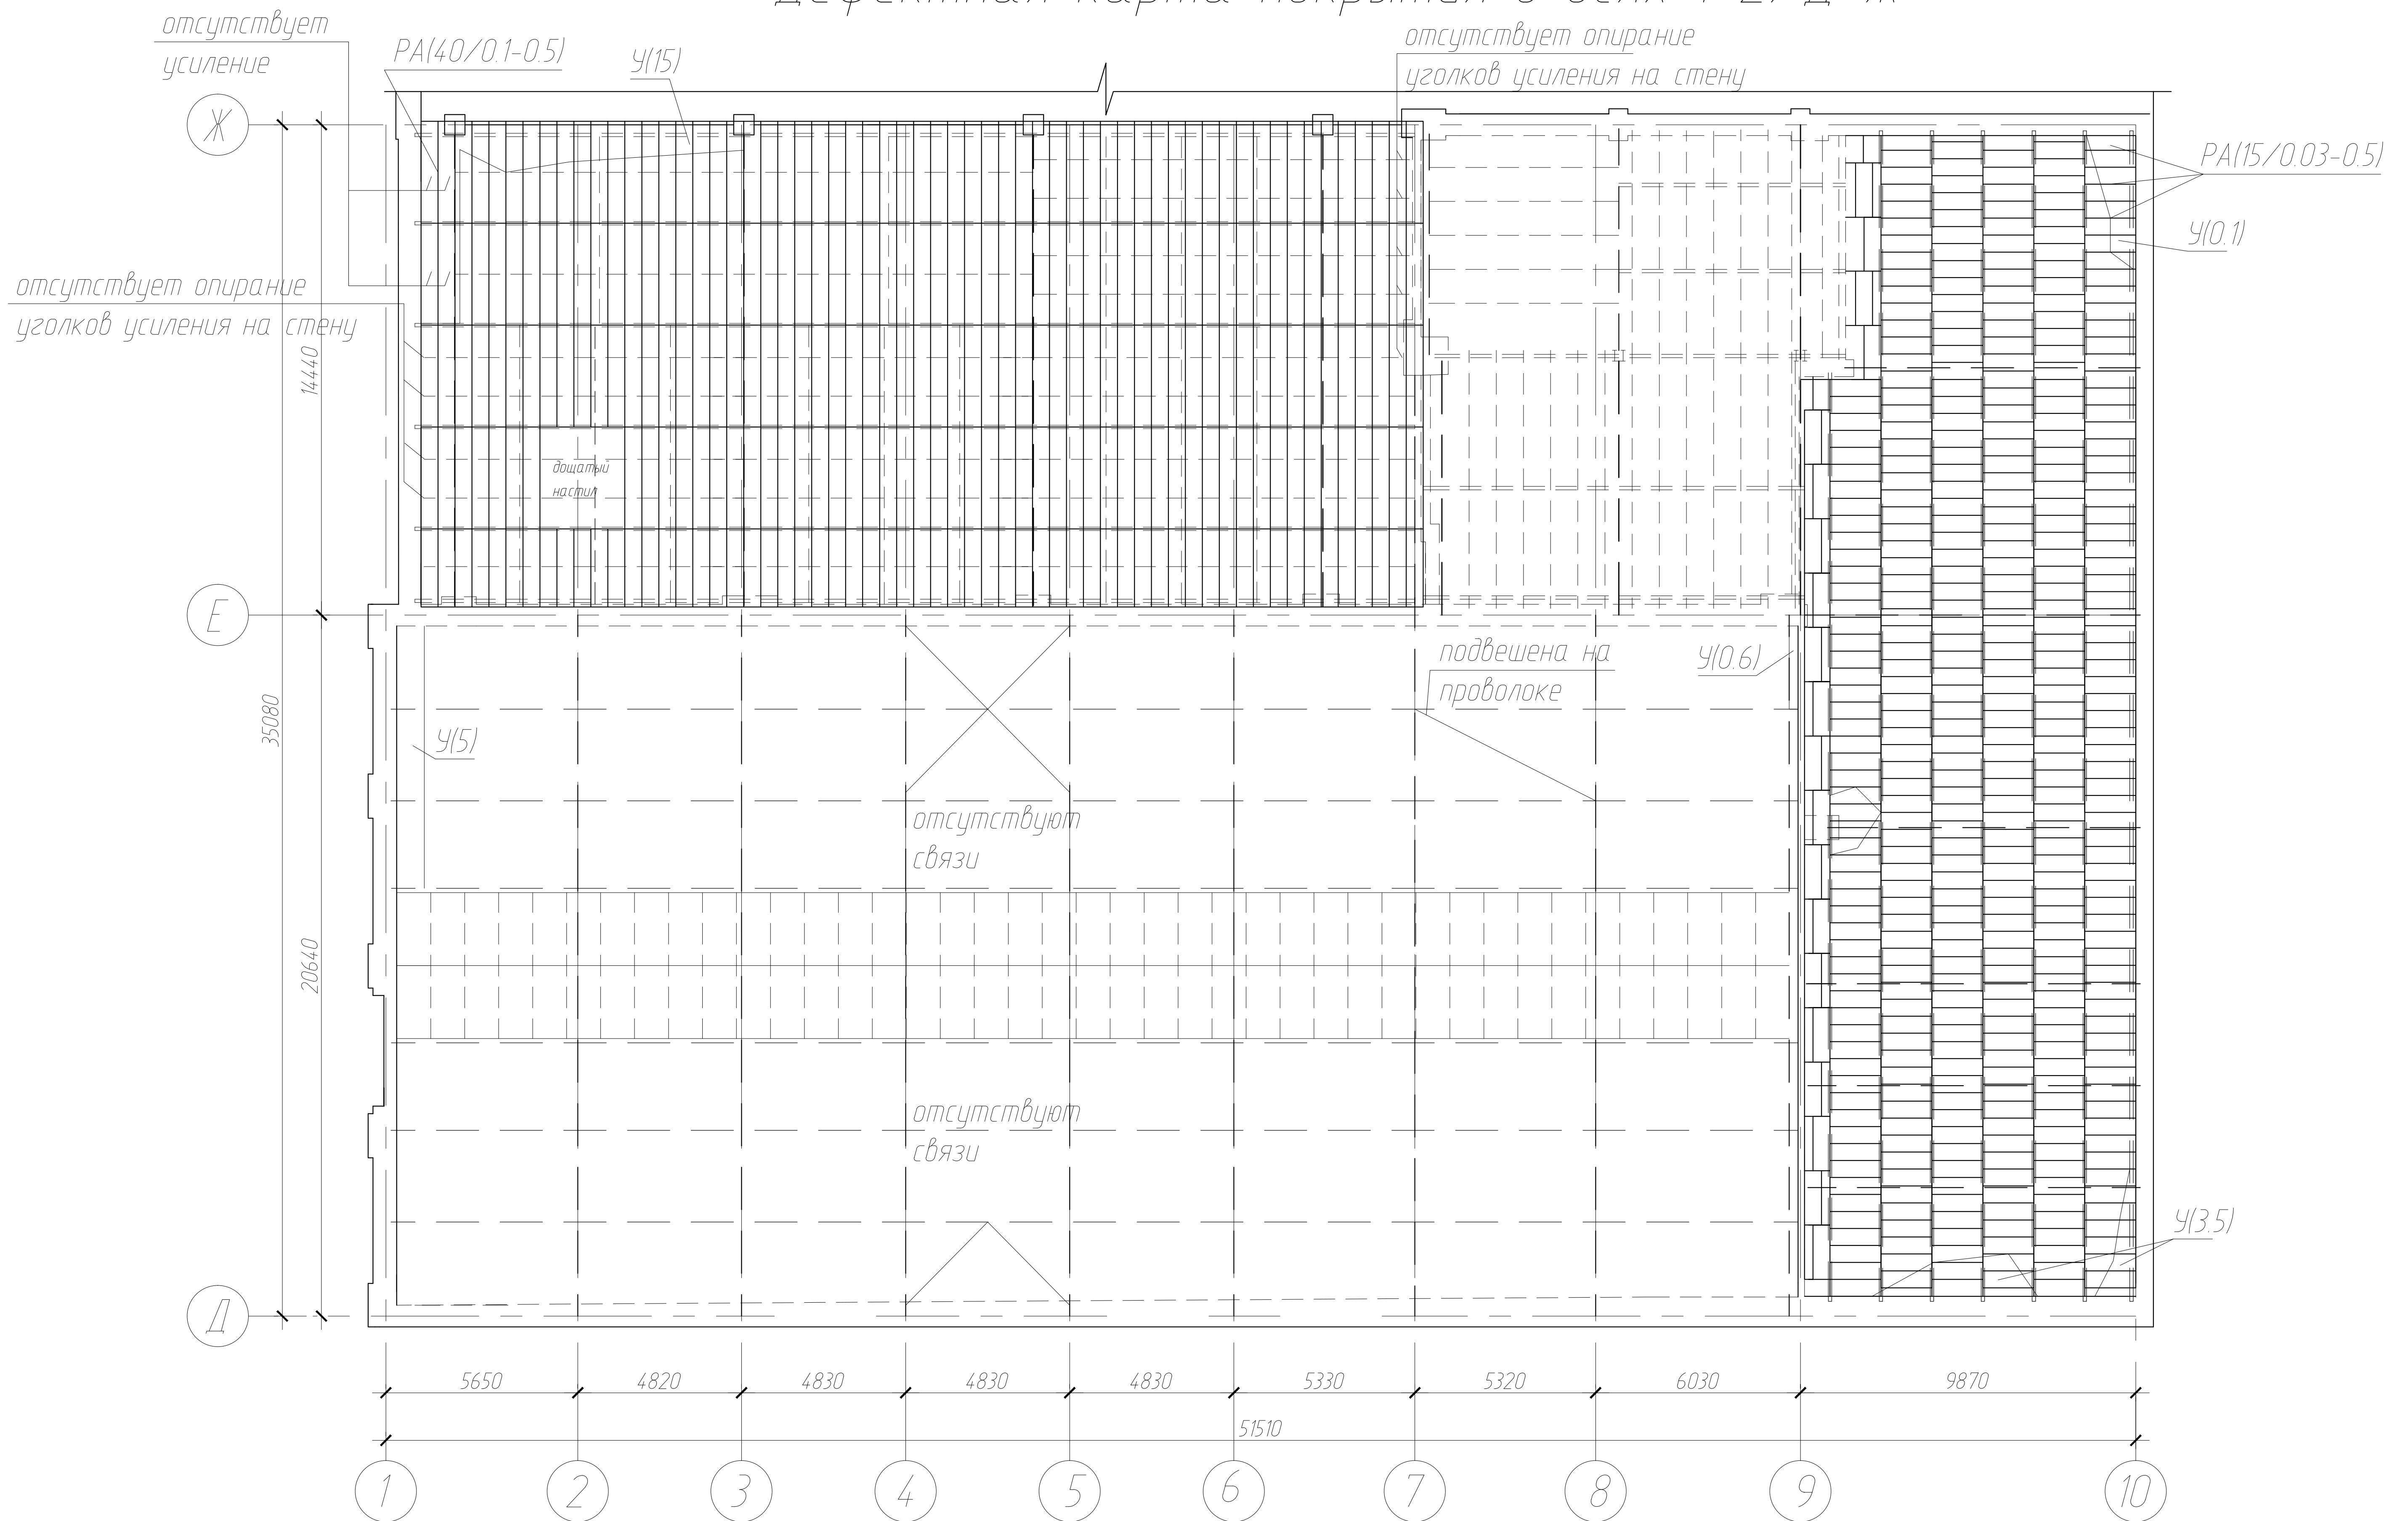 отсутствует
усиление
РА(40/0.1-0.5)
У(15)
отсутствует опирание
уголков усиления на стену
Ж
РА(15/0.03-0.5)
У(0.1)
отсутствует опирание
уголков усиления на стену
14440
дощатый
настил
Е
35080
подвешена на
проволоке
У(0.6)
У(5)
отсутствуют
связи
20640
отсутствуют
связи
У(3.5)
Д
5650 4820 4830 4830 4830 5330 5320 6030 9870
51510
1 2 3 4 5 6 7 8 9 10